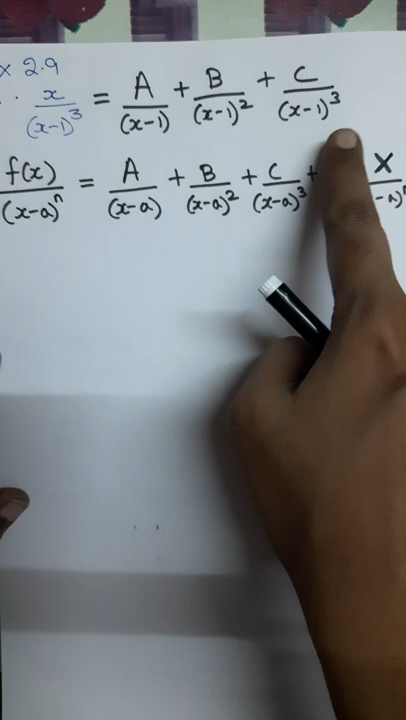 x 2.9
x/(x-1)³ = A/(x-1) + B/(x-1)² + C/(x-1)³
f(x)/(x-a)ⁿ = A/(x-a) + B/(x-a)² + C/(x-a)³ + X/-a)ⁿ